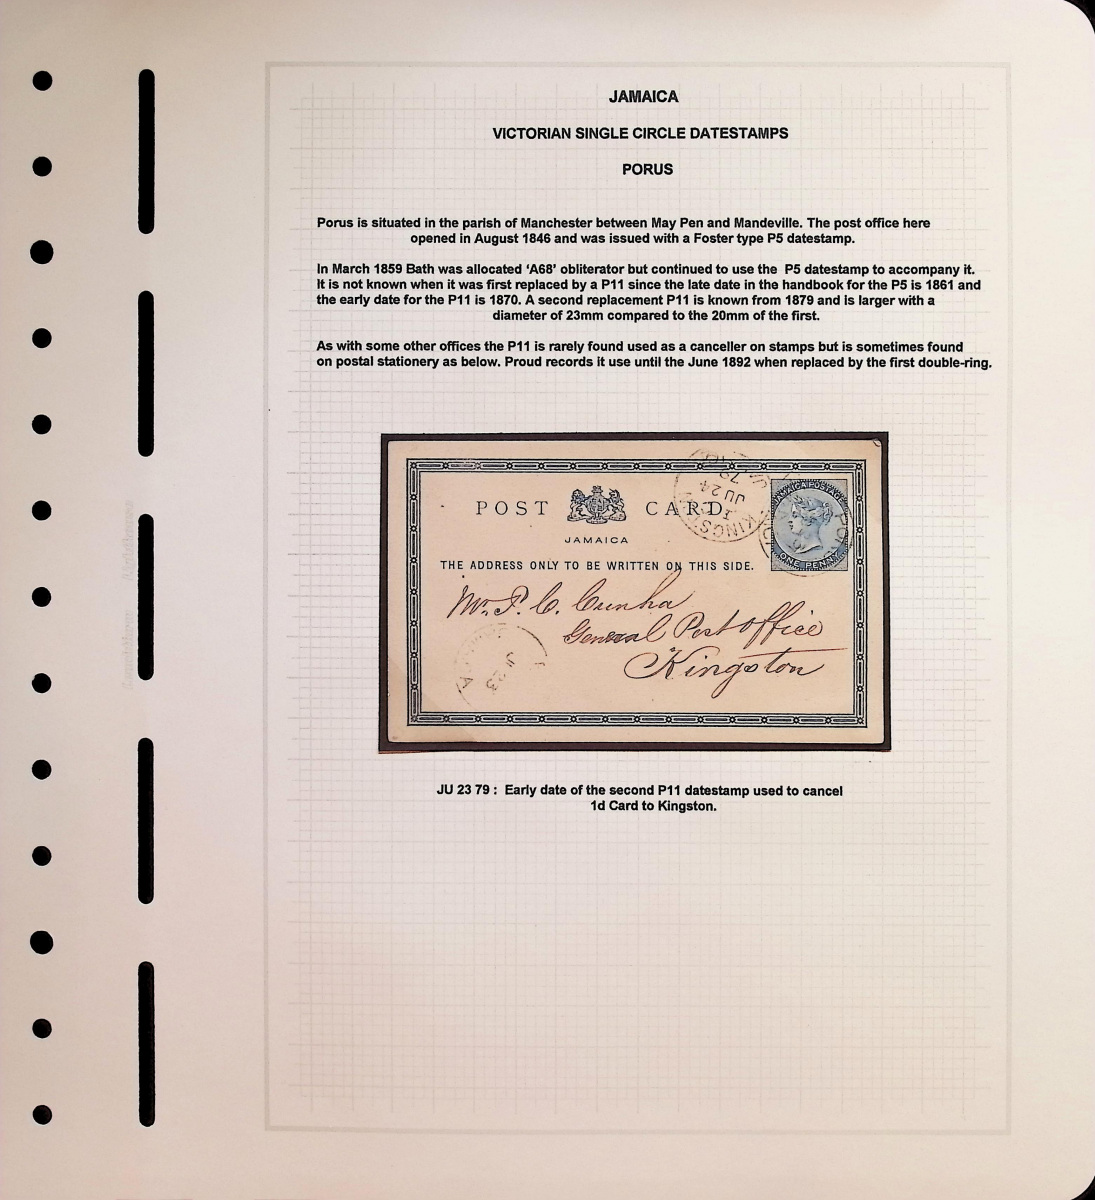 JAMAICA
VICTORIAN SINGLE CIRCLE DATESTAMPS
PORUS
Porus is situated in the parish of Manchester between May Pen and Mandeville. The post office here
opened in August 1846 and was issued with a Foster type P5 datestamp.
In March 1859 Bath was allocated ‘A68’ obliterator but continued to use the P5 datestamp to accompany it.
It is not known when it was first replaced by a P11 since the late date in the handbook for the P5 is 1861 and
the early date for the P11 is 1870. A second replacement P11 is known from 1879 and is larger with a
diameter of 23mm compared to the 20mm of the first.
As with some other offices the P11 is rarely found used as a canceller on stamps but is sometimes found
on postal stationery as below. Proud records it use until the June 1892 when replaced by the first double-ring.
POST CARD
JAMAICA
THE ADDRESS ONLY TO BE WRITTEN ON THIS SIDE.
JAMAICA POSTAGE
ONE PENNY
JU 24
79
Mr. P. C. Cunha
General Post Office
Kingston
23
JU 23 79 : Early date of the second P11 datestamp used to cancel
1d Card to Kingston.